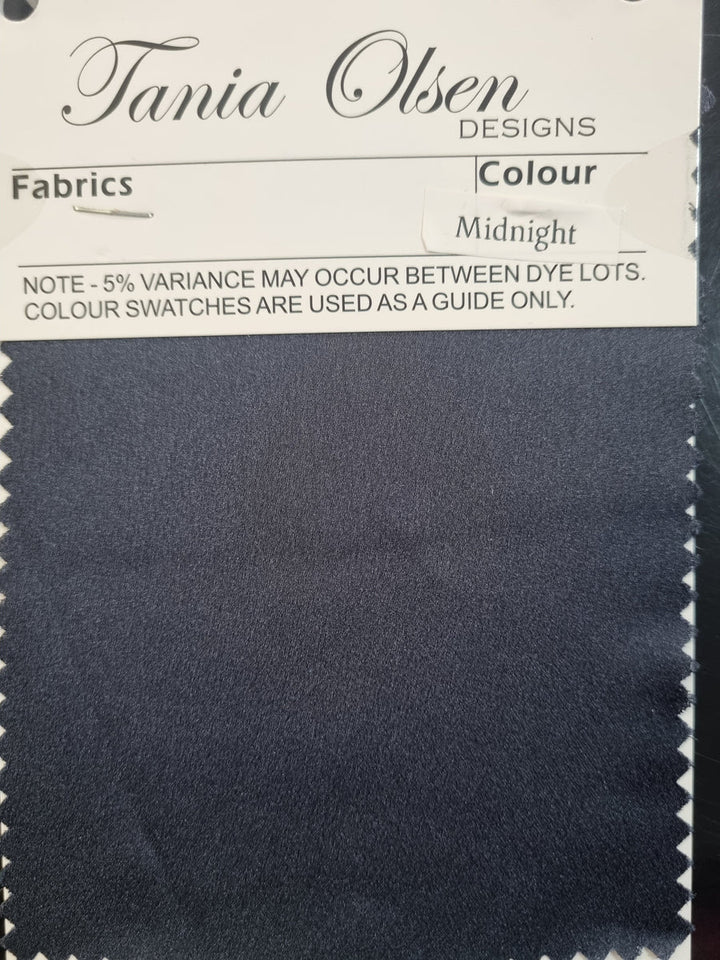 Tania Olsen
DESIGNS
Fabrics
Colour
Midnight
NOTE - 5% VARIANCE MAY OCCUR BETWEEN DYE LOTS.
COLOUR SWATCHES ARE USED AS A GUIDE ONLY.